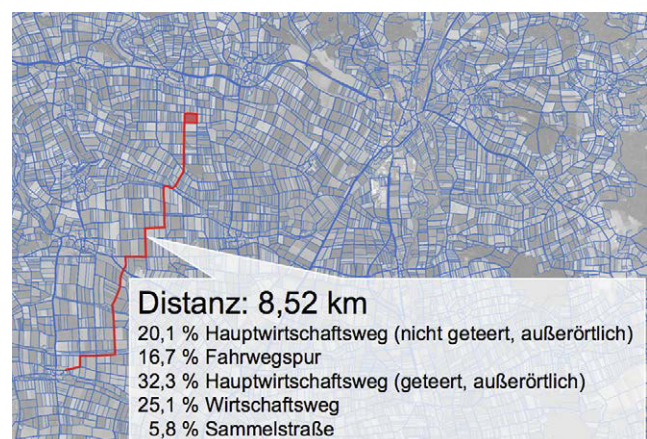 Distanz: 8,52 km
20,1 % Hauptwirtschaftsweg (nicht geteert, außerörtlich)
16,7 % Fahrwegspur
32,3 % Hauptwirtschaftsweg (geteert, außerörtlich)
25,1 % Wirtschaftsweg
5,8 % Sammelstraße